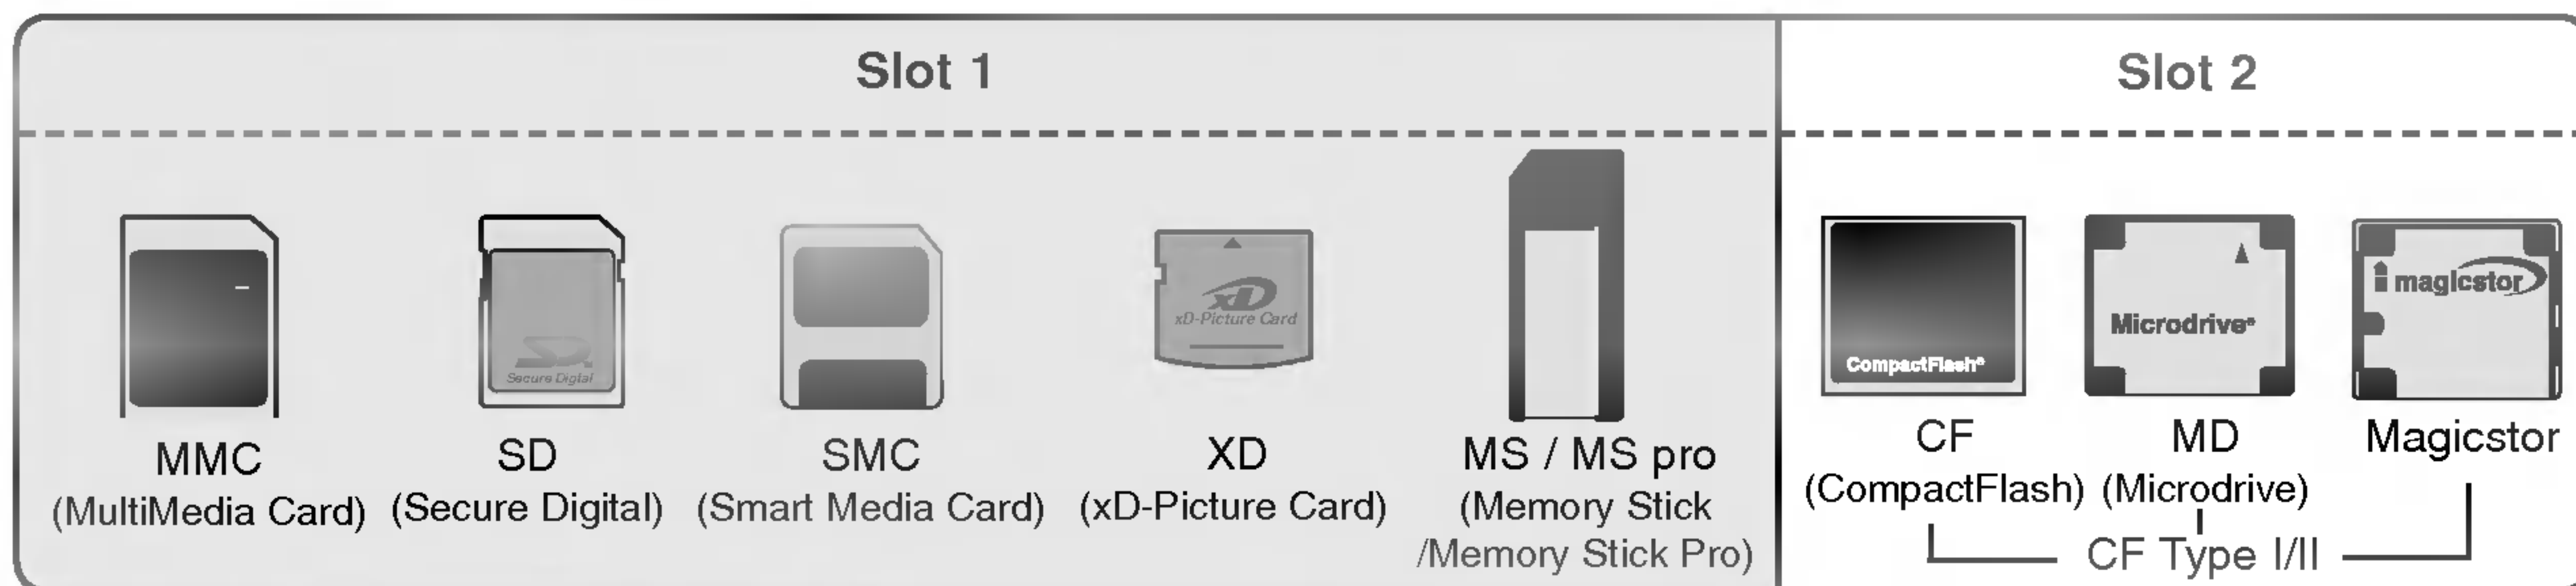 Slot 1
Slot 2
Secure Digtal
xD
xD-Picture Card
CompactFlash®
Microdrive®
magicstor
MMC
(MultiMedia Card)
SD
(Secure Digital)
SMC
(Smart Media Card)
XD
(xD-Picture Card)
MS / MS pro
(Memory Stick
/Memory Stick Pro)
CF
(CompactFlash)
MD
(Microdrive)
Magicstor
CF Type I/II